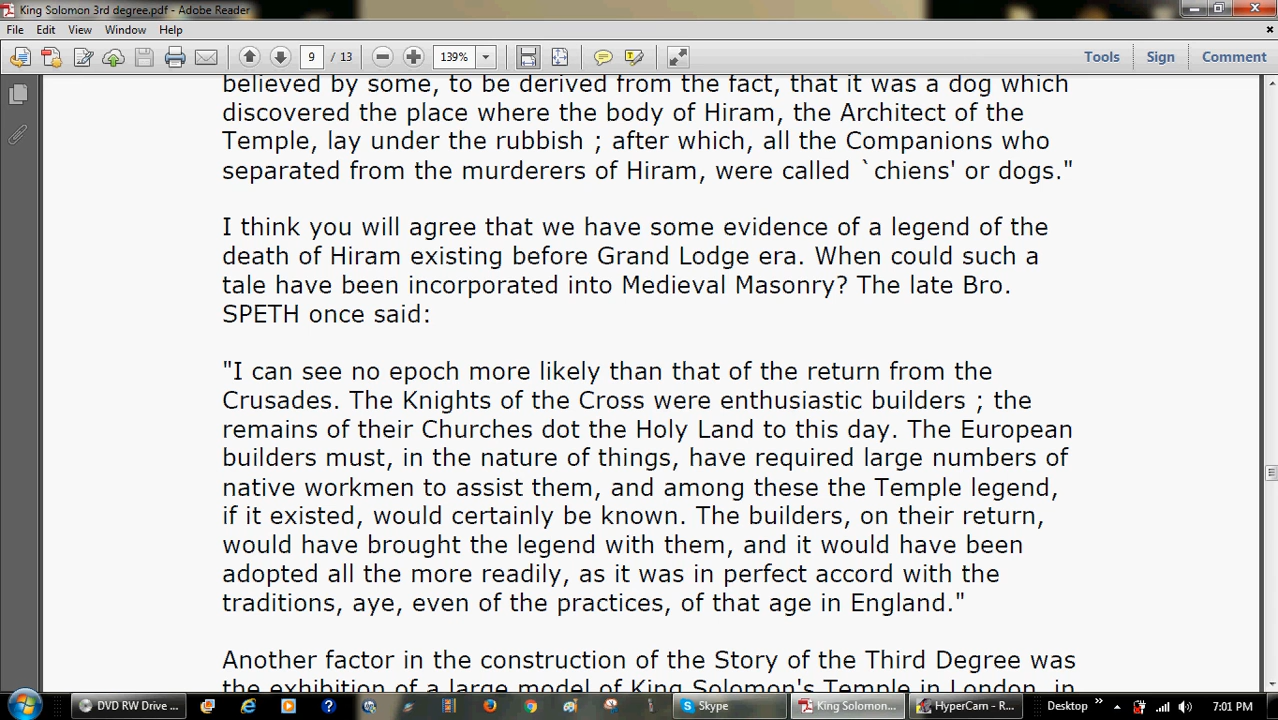 King Solomon 3rd degree.pdf - Adobe Reader
File Edit View Window Help
9 / 13 139% Tools Sign Comment
believed by some, to be derived from the fact, that it was a dog which
discovered the place where the body of Hiram, the Architect of the
Temple, lay under the rubbish ; after which, all the Companions who
separated from the murderers of Hiram, were called `chiens' or dogs."
I think you will agree that we have some evidence of a legend of the
death of Hiram existing before Grand Lodge era. When could such a
tale have been incorporated into Medieval Masonry? The late Bro.
SPETH once said:
"I can see no epoch more likely than that of the return from the
Crusades. The Knights of the Cross were enthusiastic builders ; the
remains of their Churches dot the Holy Land to this day. The European
builders must, in the nature of things, have required large numbers of
native workmen to assist them, and among these the Temple legend,
if it existed, would certainly be known. The builders, on their return,
would have brought the legend with them, and it would have been
adopted all the more readily, as it was in perfect accord with the
traditions, aye, even of the practices, of that age in England."
Another factor in the construction of the Story of the Third Degree was
the exhibition of a large model of King Solomon's Temple in London, in
DVD RW Drive ... Skype King Solomon... HyperCam - R... Desktop 7:01 PM